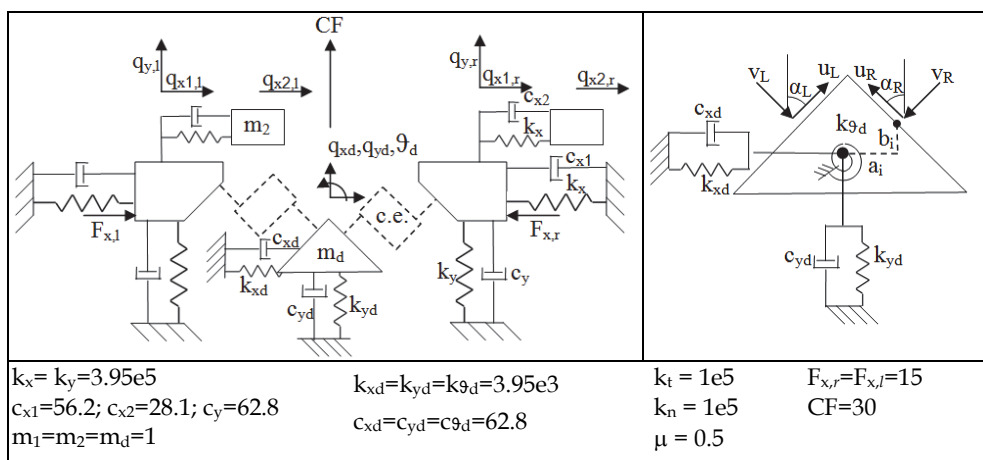 CF
q_y,l
q_x1,l q_x2,l
q_y,r
q_x1,r q_x2,r
c_x2
m₂
k_x
q_xd,q_yd,ϑ_d
c_x1
k_x
c.e.
F_x,l
F_x,r
c_xd
m_d
k_xd
k_y
c_y
c_yd
k_yd
v_L u_L u_R v_R
α_L α_R
c_xd
k_ϑd
b_i
a_i
k_xd
c_yd
k_yd
k_x= k_y=3.95e5
c_x1=56.2; c_x2=28.1; c_y=62.8
m₁=m₂=m_d=1
k_xd=k_yd=k_ϑd=3.95e3
c_xd=c_yd=c_ϑd=62.8
k_t = 1e5
k_n = 1e5
μ = 0.5
F_x,r=F_x,l=15
CF=30